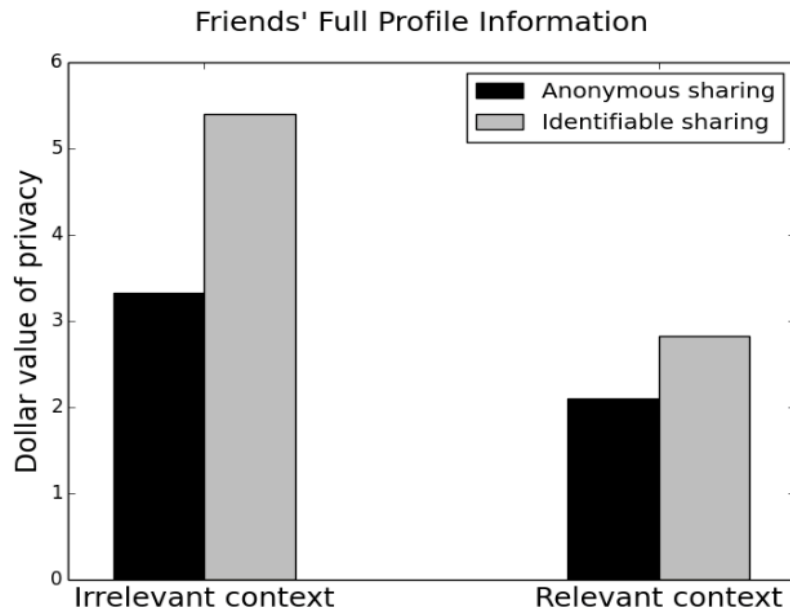 Friends' Full Profile Information
Anonymous sharing
Identifiable sharing
Dollar value of privacy
6
5
4
3
2
1
0
Irrelevant context
Relevant context